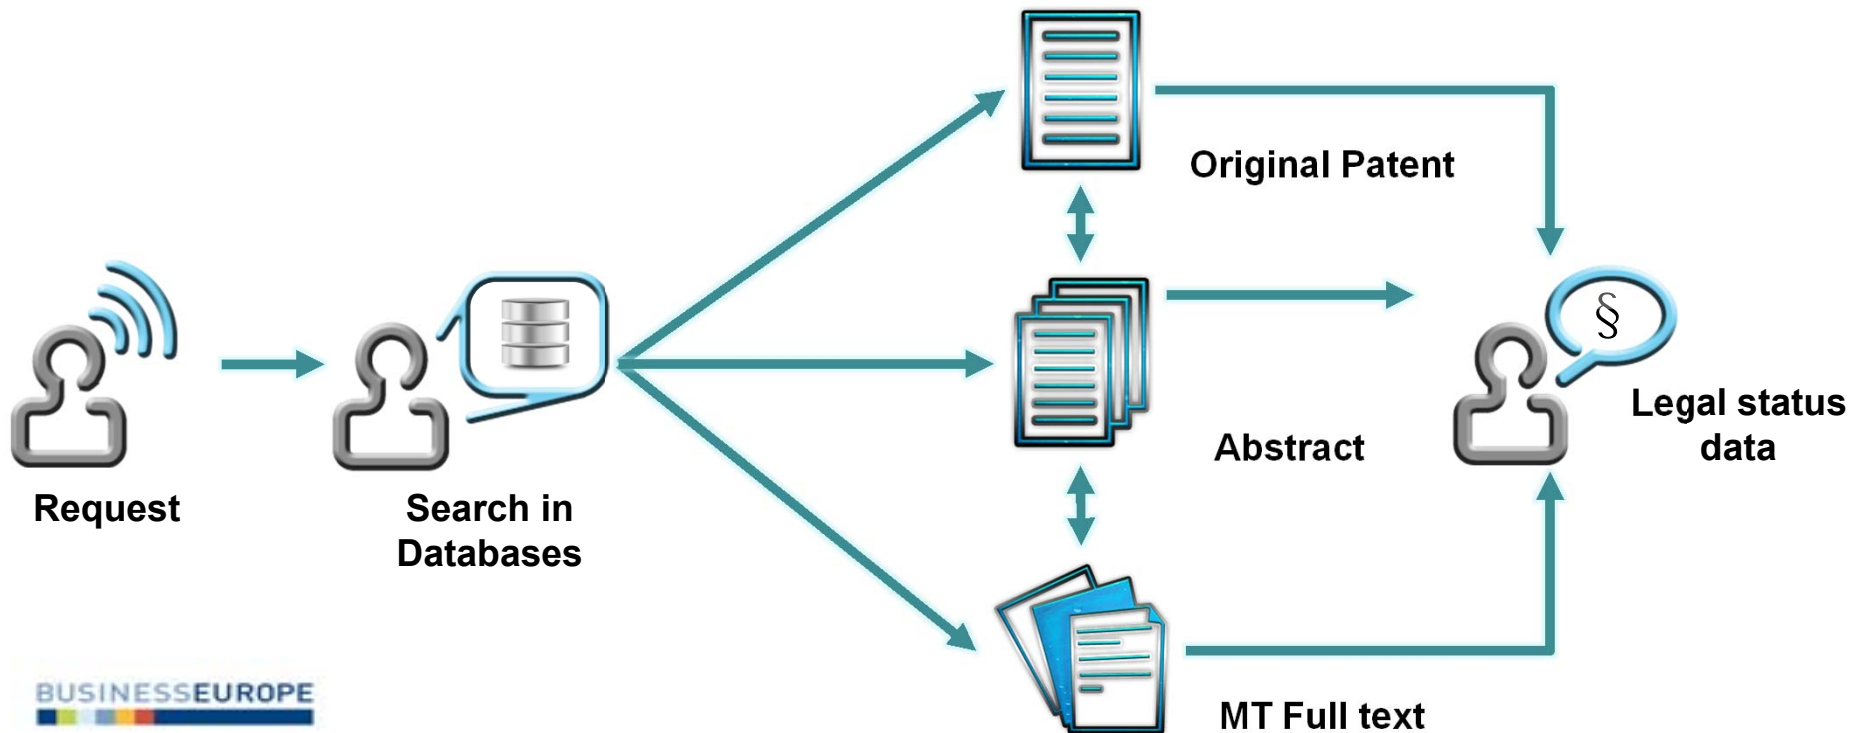 Original Patent
§
Legal status
data
Abstract
Request
Search in
Databases
BUSINESSEUROPE
MT Full text